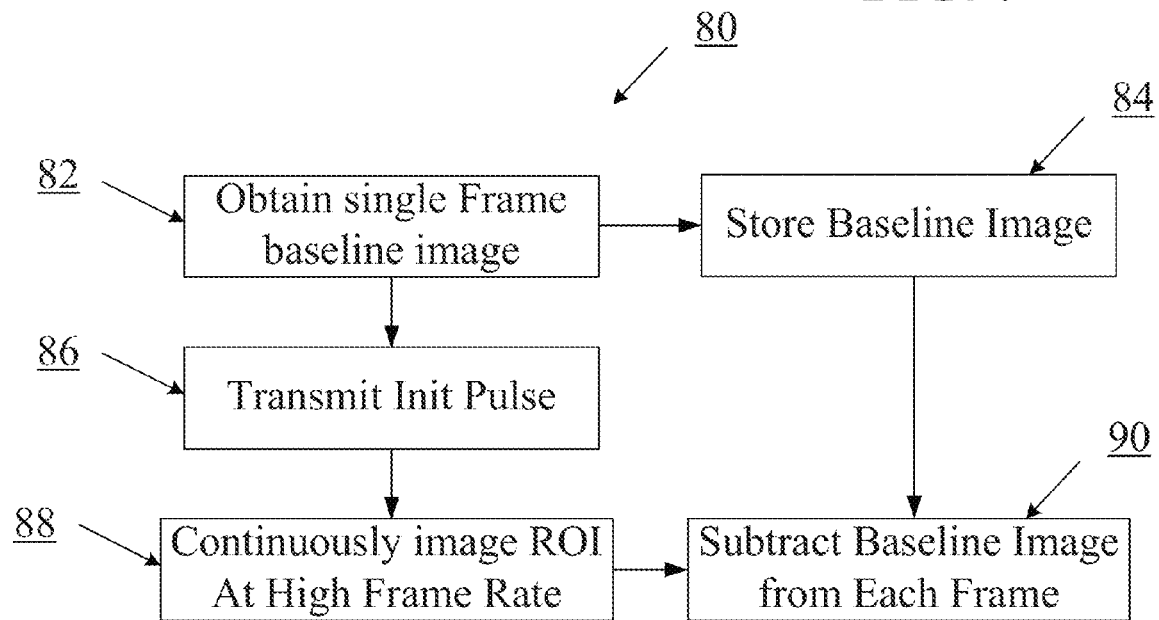 80
84
82
Obtain single Frame
baseline image
Store Baseline Image
86
Transmit Init Pulse
90
88
Continuously image ROI
At High Frame Rate
Subtract Baseline Image
from Each Frame